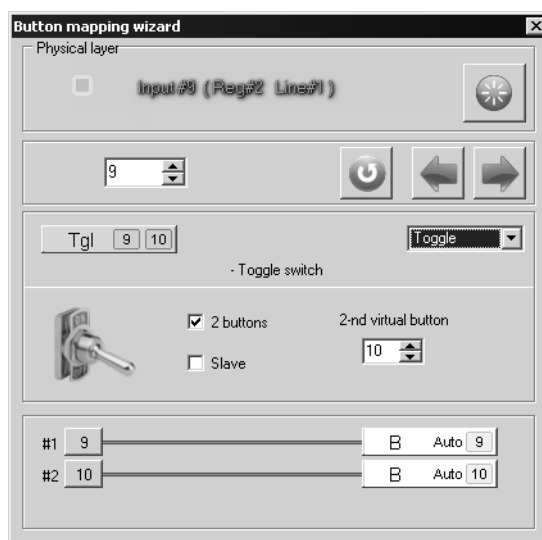 Button mapping wizard
Physical layer
Input#9 (Reg#2 Line#1)
9
Tgl 9 10
Toggle
- Toggle switch
2 buttons
2-nd virtual button
10
Slave
#1 9 B Auto 9
#2 10 B Auto 10